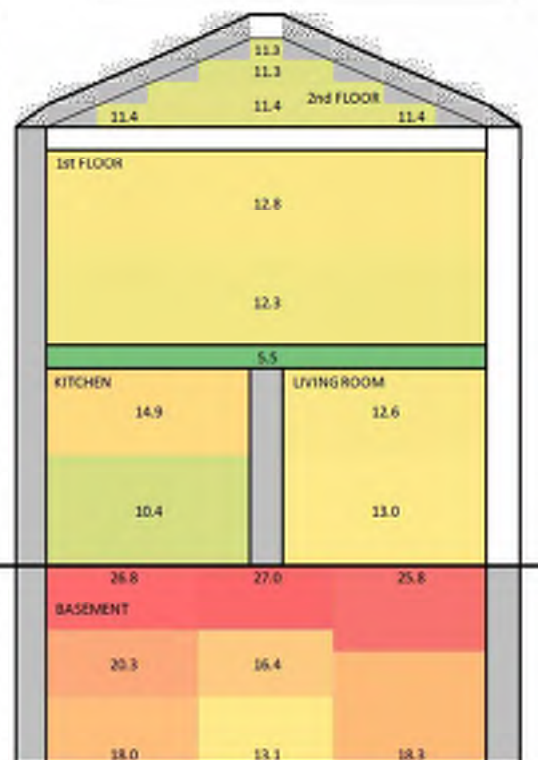 11.3
11.3
11.4 2nd FLOOR
11.4 11.4
1st FLOOR
12.8
12.3
5.5
KITCHEN LIVING ROOM
14.9 12.6
10.4 13.0
26.8 27.0 25.8
BASEMENT
20.3 16.4
18.0 13.1 18.3